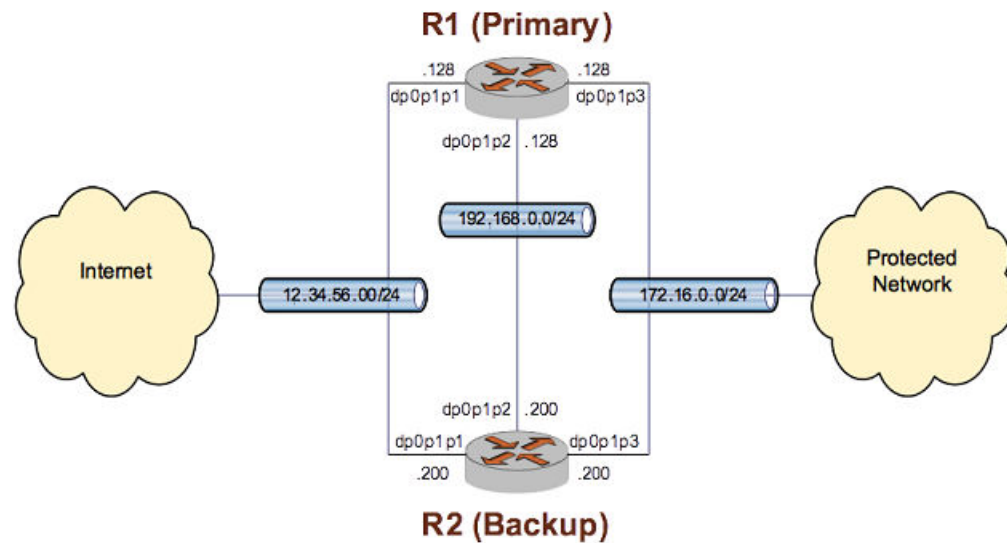 R1 (Primary)
.128
.128
dp0p1p1
dp0p1p3
dp0p1p2
.128
192.168.0.0/24
Internet
Protected
Network
12.34.56.00/24
172.16.0.0/24
dp0p1p2
.200
dp0p1p1
dp0p1p3
.200
.200
R2 (Backup)